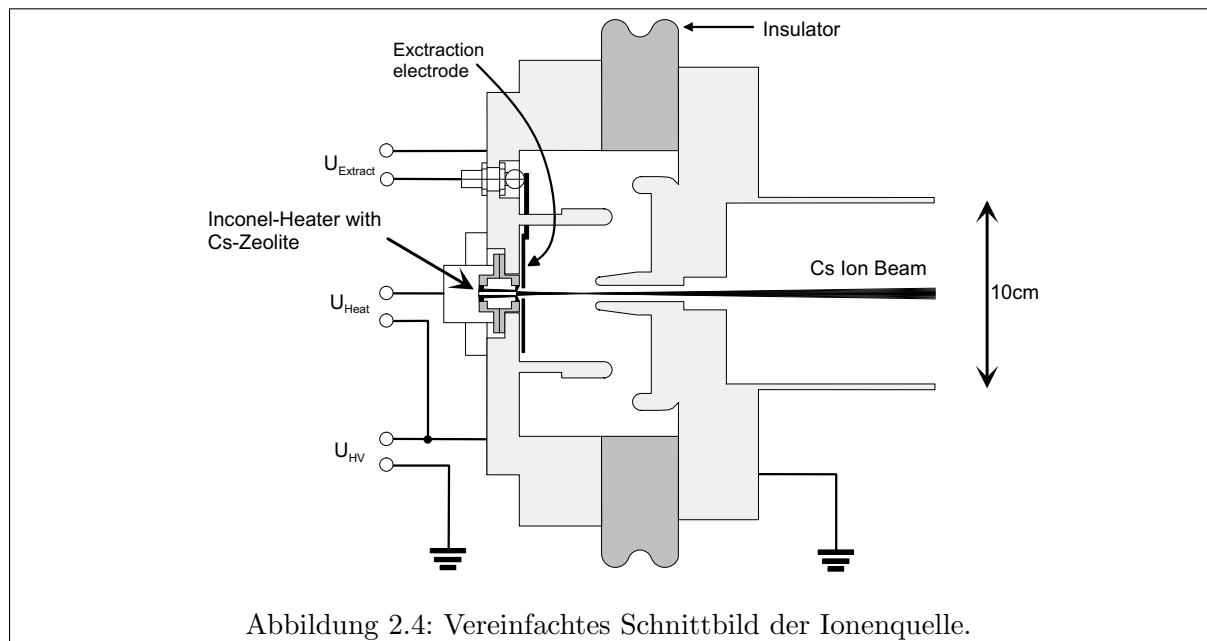 Insulator
Exctraction
electrode
U_Extract
Inconel-Heater with
Cs-Zeolite
Cs Ion Beam
10cm
U_Heat
U_HV
Abbildung 2.4: Vereinfachtes Schnittbild der Ionenquelle.